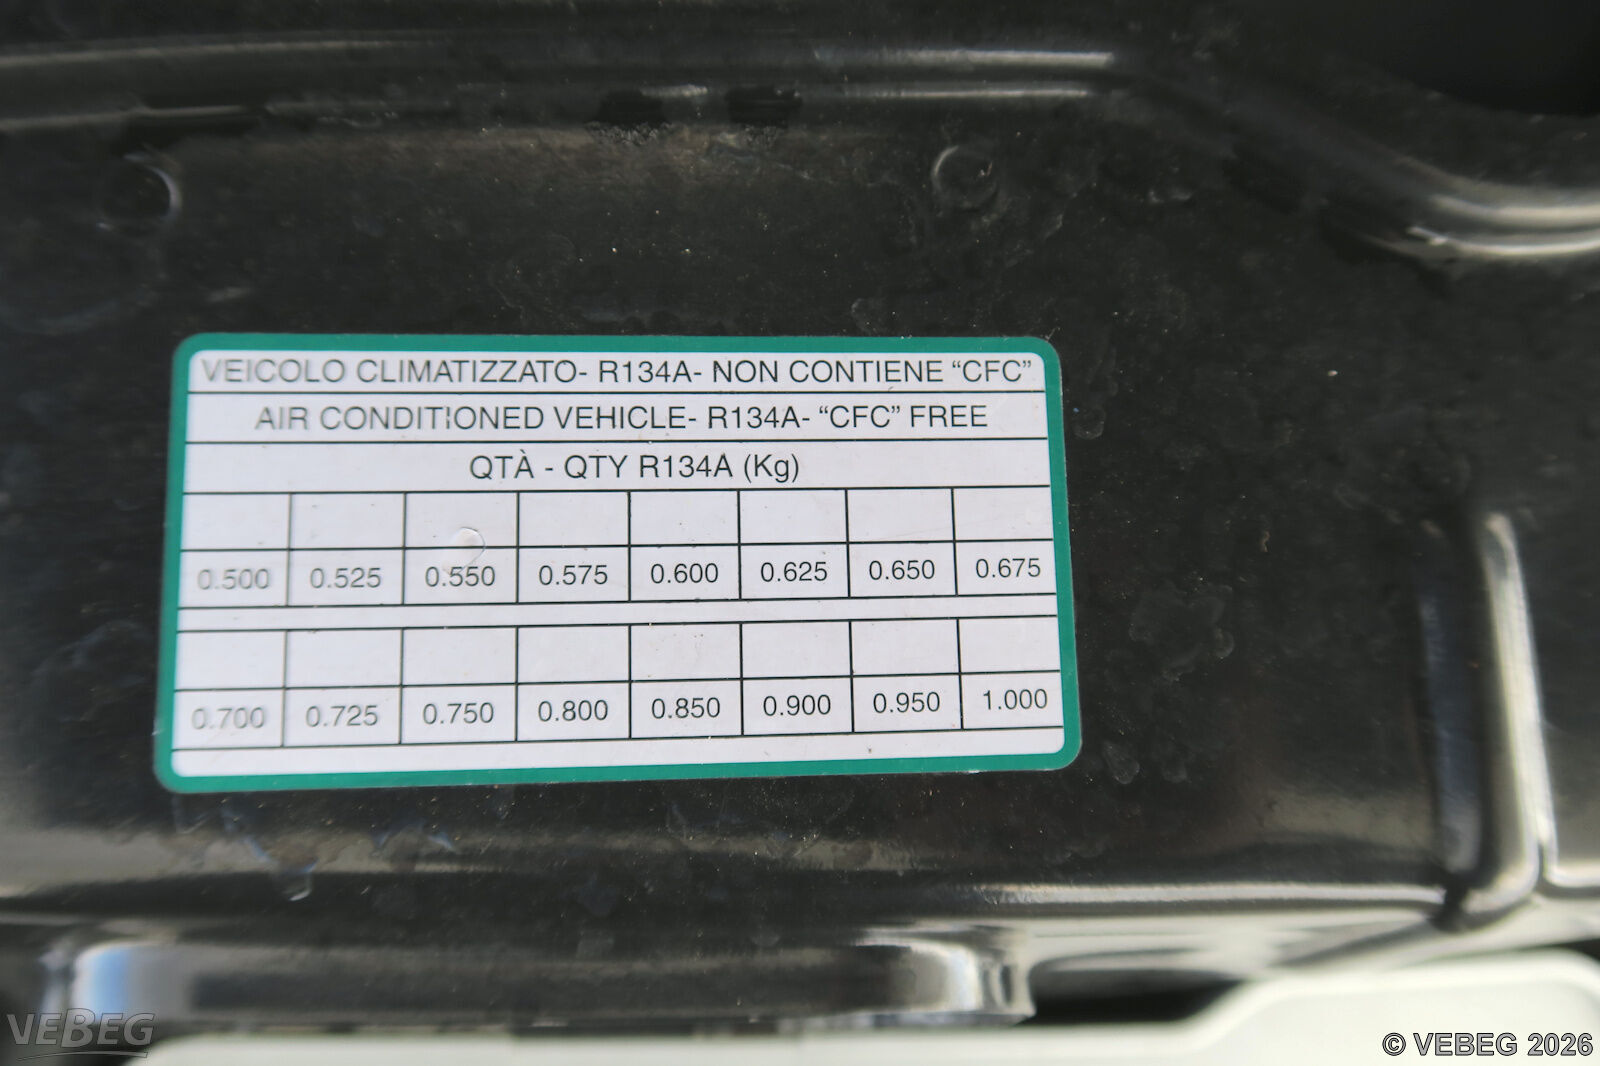 VEICOLO CLIMATIZZATO- R134A- NON CONTIENE “CFC”
AIR CONDITIONED VEHICLE- R134A- “CFC” FREE
QTÀ - QTY R134A (Kg)
0.500 0.525 0.550 0.575 0.600 0.625 0.650 0.675
0.700 0.725 0.750 0.800 0.850 0.900 0.950 1.000
VEBEG
© VEBEG 2026